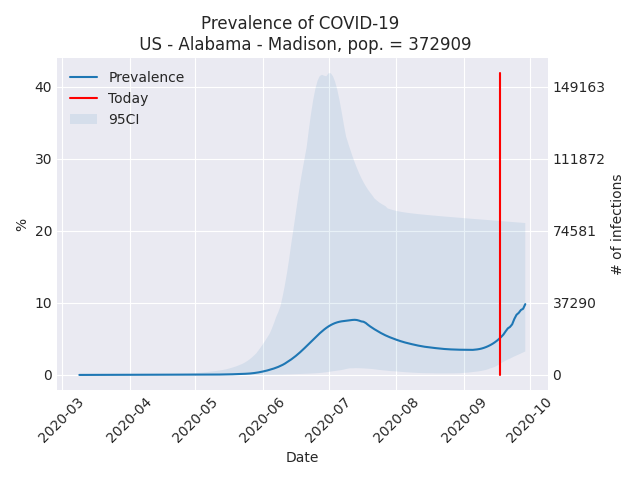 Prevalence of COVID-19
US - Alabama - Madison, pop. = 372909
Prevalence
Today
95CI
40
30
20
10
0
%
149163
111872
74581
37290
0
# of infections
2020-03
2020-04
2020-05
2020-06
2020-07
2020-08
2020-09
2020-10
Date